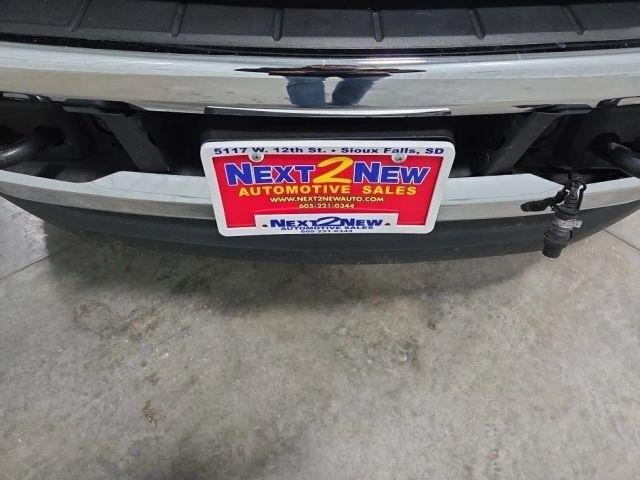 5117 W. 12th St. • Sioux Falls, SD
NEXT2NEW
AUTOMOTIVE SALES
WWW.NEXT2NEWAUTO.COM
605-221-0344
NEXT2NEW
AUTOMOTIVE SALES
605-221-0344